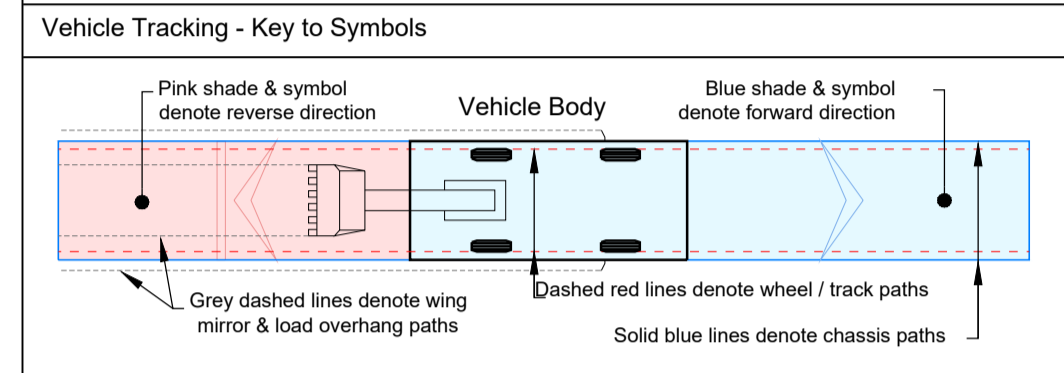 Vehicle Tracking - Key to Symbols
Pink shade & symbol
denote reverse direction
Vehicle Body
Blue shade & symbol
denote forward direction
Dashed red lines denote wheel / track paths
Grey dashed lines denote wing
mirror & load overhang paths
Solid blue lines denote chassis paths